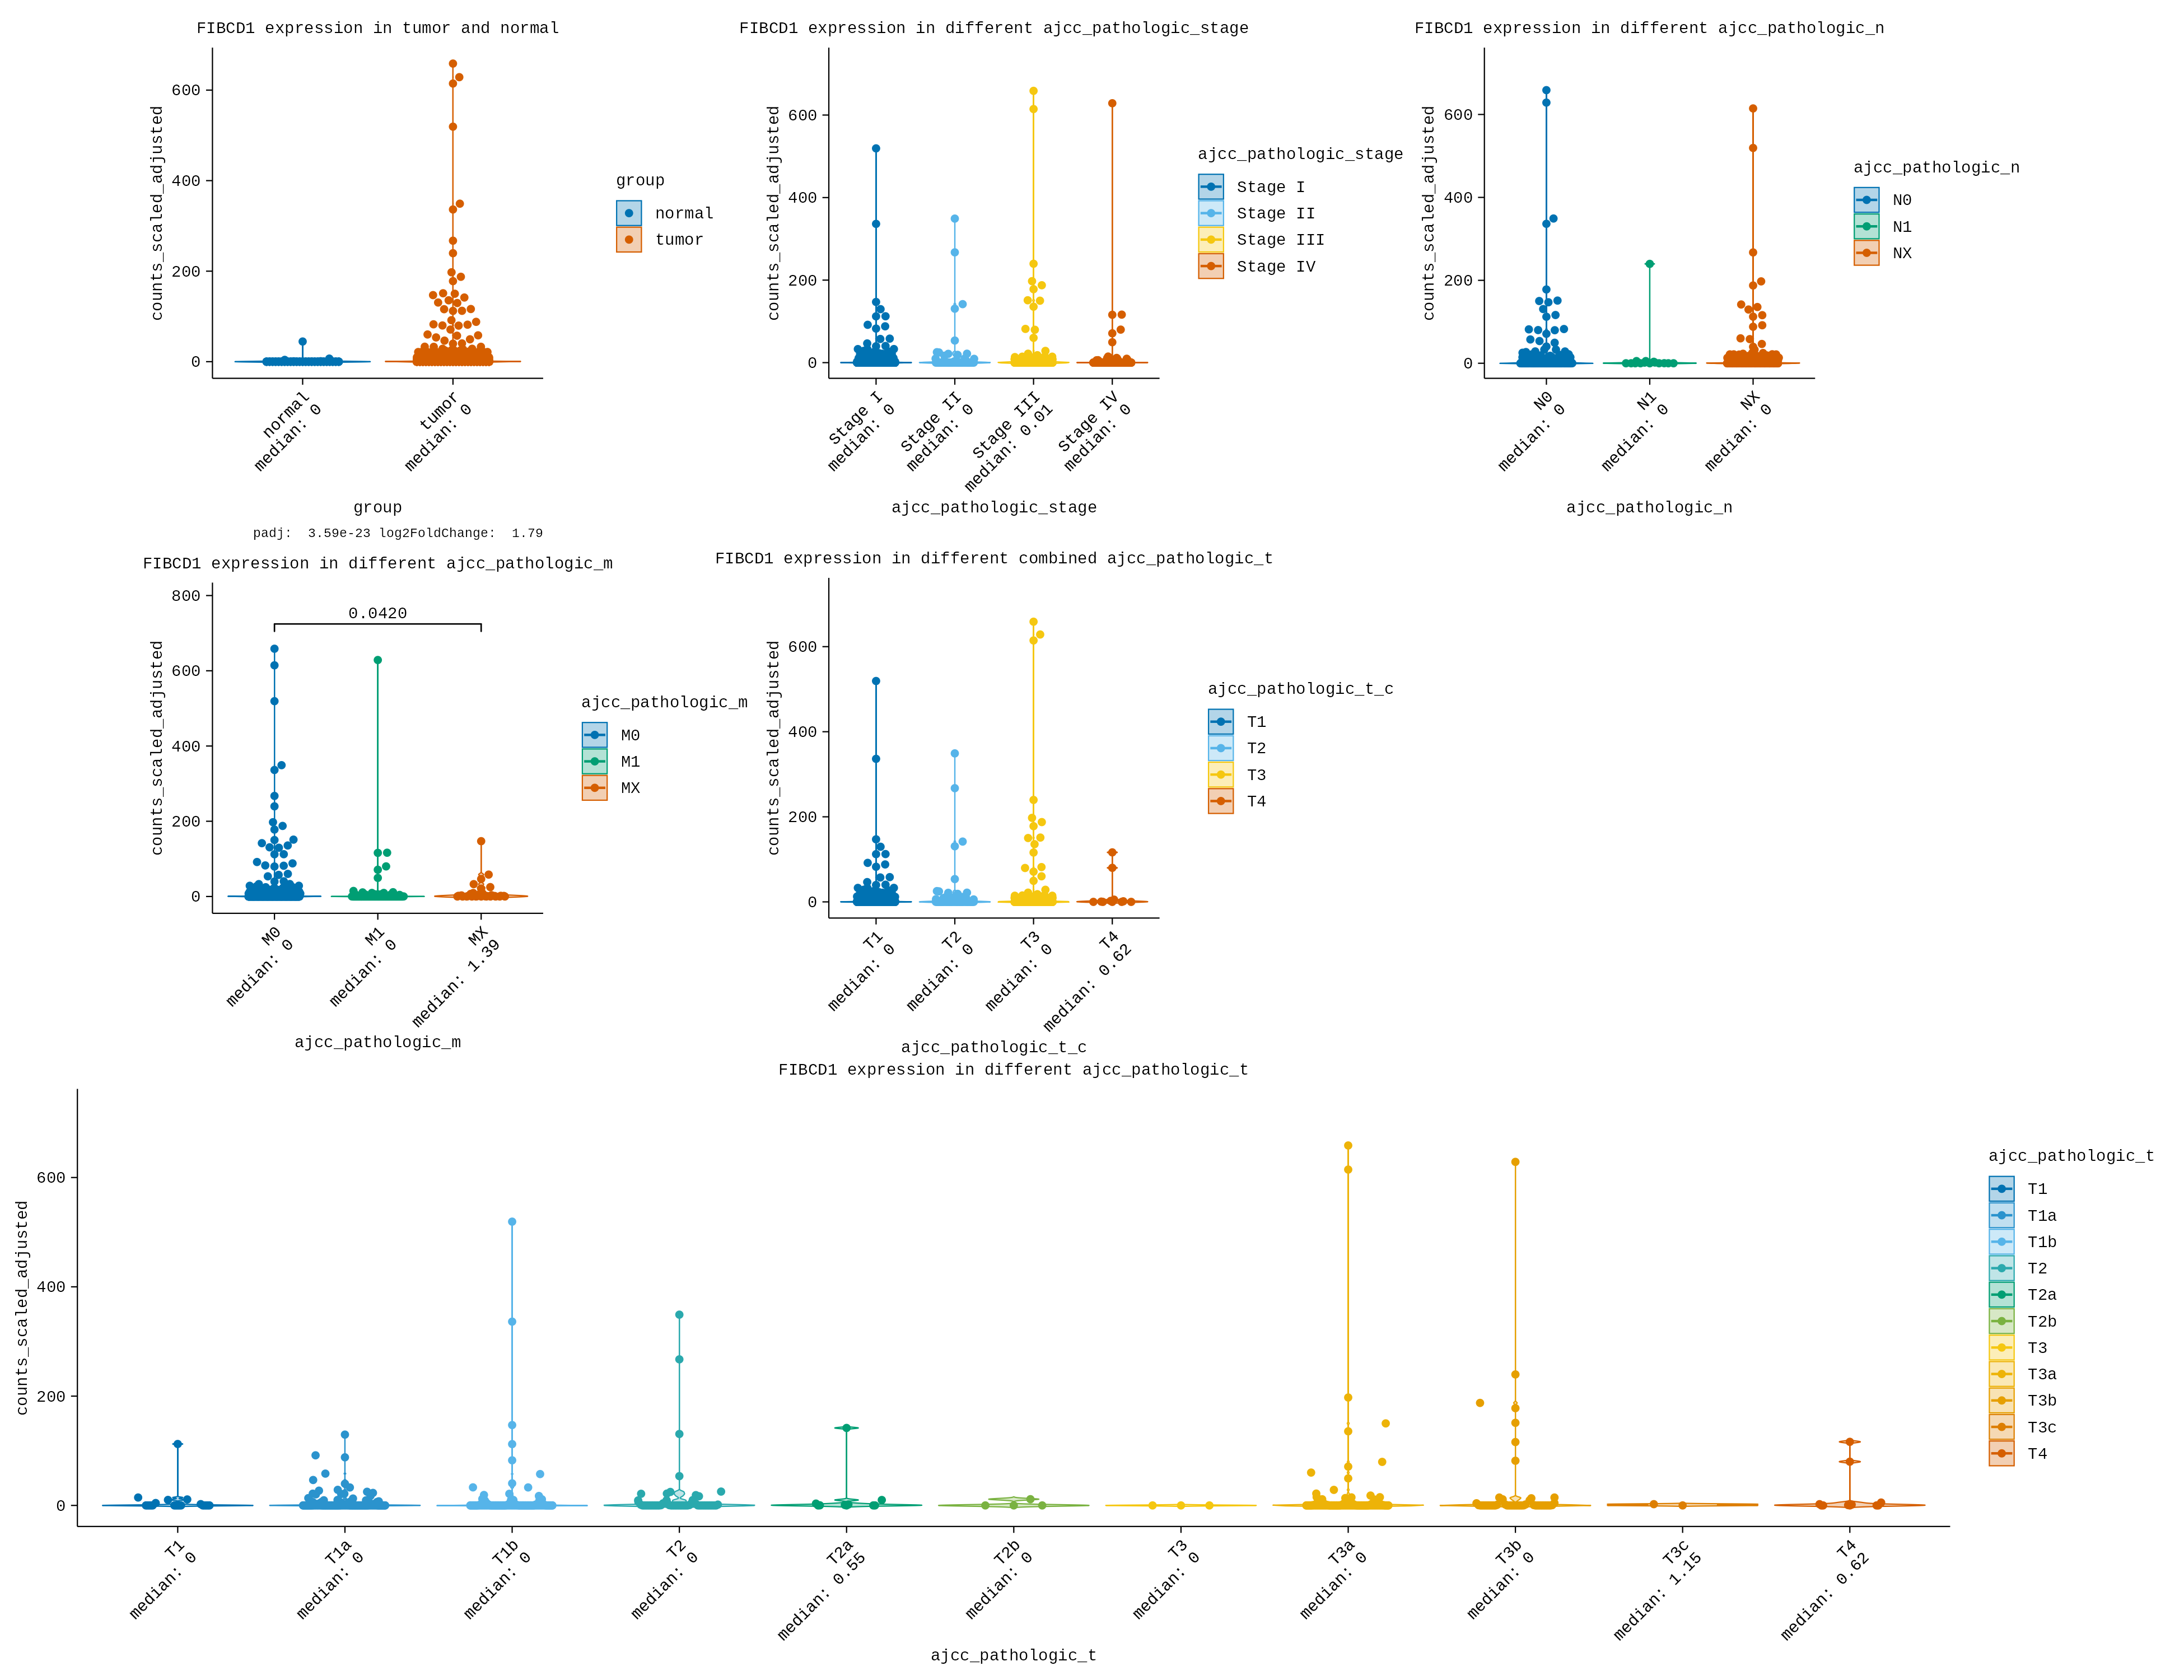 FIBCD1 expression in tumor and normal
counts_scaled_adjusted
600
400
200
0
normal
median: 0
tumor
median: 0
group
padj:  3.59e-23 log2FoldChange:  1.79
group
normal
tumor
FIBCD1 expression in different ajcc_pathologic_stage
counts_scaled_adjusted
600
400
200
0
Stage I
median: 0
Stage II
median: 0
Stage III
median: 0.01
Stage IV
median: 0
ajcc_pathologic_stage
ajcc_pathologic_stage
Stage I
Stage II
Stage III
Stage IV
FIBCD1 expression in different ajcc_pathologic_n
counts_scaled_adjusted
600
400
200
0
N0
median: 0
N1
median: 0
NX
median: 0
ajcc_pathologic_n
ajcc_pathologic_n
N0
N1
NX
FIBCD1 expression in different ajcc_pathologic_m
counts_scaled_adjusted
800
600
400
200
0
0.0420
M0
median: 0
M1
median: 0
MX
median: 1.39
ajcc_pathologic_m
ajcc_pathologic_m
M0
M1
MX
FIBCD1 expression in different combined ajcc_pathologic_t
counts_scaled_adjusted
600
400
200
0
T1
median: 0
T2
median: 0
T3
median: 0
T4
median: 0.62
ajcc_pathologic_t_c
ajcc_pathologic_t_c
T1
T2
T3
T4
FIBCD1 expression in different ajcc_pathologic_t
counts_scaled_adjusted
600
400
200
0
T1
median: 0
T1a
median: 0
T1b
median: 0
T2
median: 0
T2a
median: 0.55
T2b
median: 0
T3
median: 0
T3a
median: 0
T3b
median: 0
T3c
median: 1.15
T4
median: 0.62
ajcc_pathologic_t
ajcc_pathologic_t
T1
T1a
T1b
T2
T2a
T2b
T3
T3a
T3b
T3c
T4